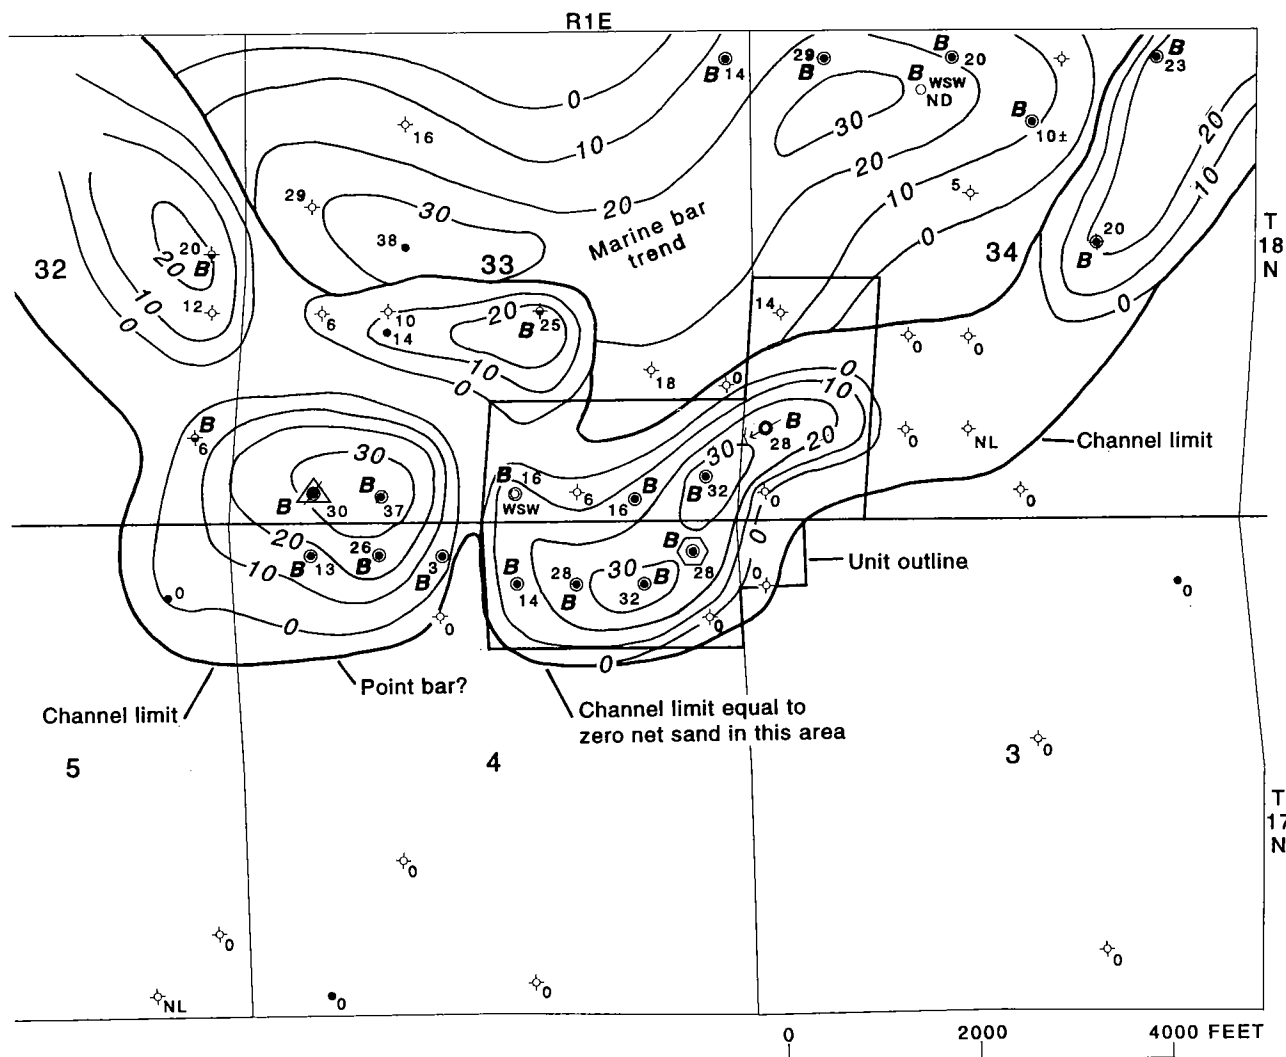 R1E
B 14
29 B
B 20
B WSW
ND
B 10±
B 23
0
10
20
30
16
29
38
30
20
10
0
5
Marine bar
trend
33
34
32
T
18
N
20
10
20 B
20
12
10
0
20
B
0
6
10
14
20
B 25
10
0
18
0
14
0
0
0
NL
0
Channel limit
0
10
20
B 28
30
B 32
0
B 6
30
B 30
B 37
20
10
0
B 16
WSW
6
B 16
B 13
26 B
B 3
B 14
28 B
30
32 B
B 28
0
0
0
0
0
0
Unit outline
0
Channel limit
Point bar?
Channel limit equal to
zero net sand in this area
5
4
3
T
17
N
0
0
0
0
0
NL
0
0 2000 4000 FEET